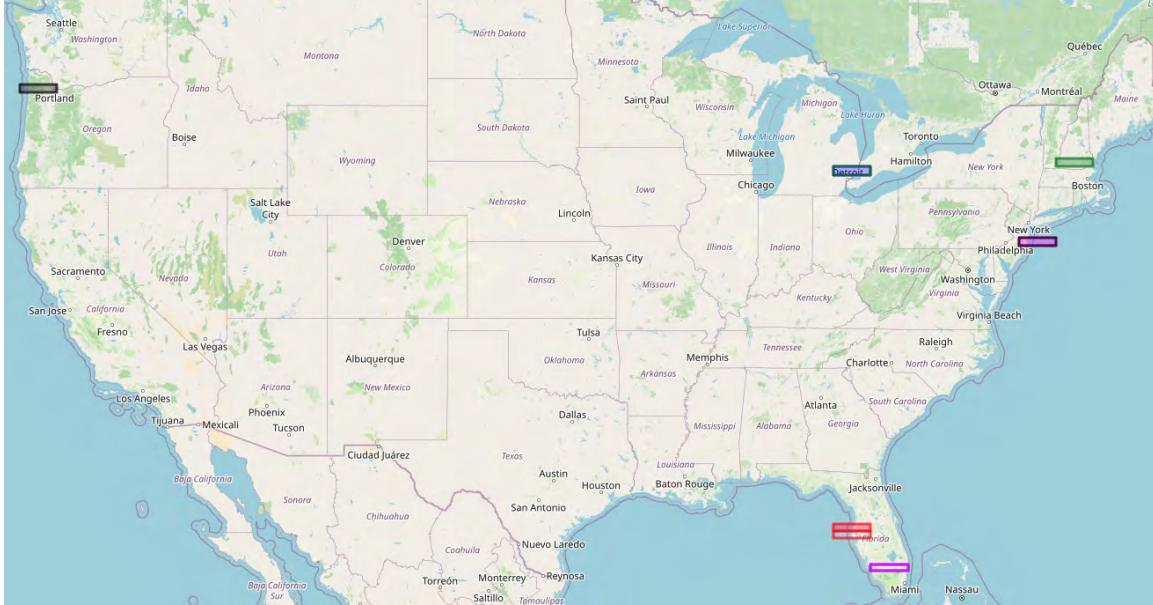 Seattle
Washington
Montana
North Dakota
Minnesota
Lake Superior
Québec
Portland
Idaho
Saint Paul
Wisconsin
Michigan
Lake Huron
Ottawa
Montréal
Maine
Oregon
Boise
South Dakota
Lake Michigan
Toronto
Wyoming
Milwaukee
Detroit
Hamilton
New York
Chicago
Boston
Salt Lake
City
Nebraska
Iowa
Lincoln
Pennsylvania
New York
Philadelphia
Denver
Utah
Colorado
Illinois
Indiana
Ohio
Sacramento
Nevada
Kansas
Kansas City
Missouri
West Virginia
Washington
Virginia
San Jose
California
Kentucky
Virginia Beach
Fresno
Las Vegas
Tulsa
Raleigh
Albuquerque
Oklahoma
Memphis
Tennessee
Charlotte
North Carolina
Arizona
New Mexico
Arkansas
Los Angeles
South Carolina
Phoenix
Atlanta
Tijuana
Mexicali
Tucson
Dallas
Mississippi
Alabama
Georgia
Ciudad Juárez
Texas
Louisiana
Baja California
Austin
Houston
Baton Rouge
Jacksonville
Sonora
San Antonio
Chihuahua
Florida
Nuevo Laredo
Coahuila
Baja California
Sur
Torreón
Monterrey
Reynosa
Saltillo
Tamaulipas
Miami
Nassau